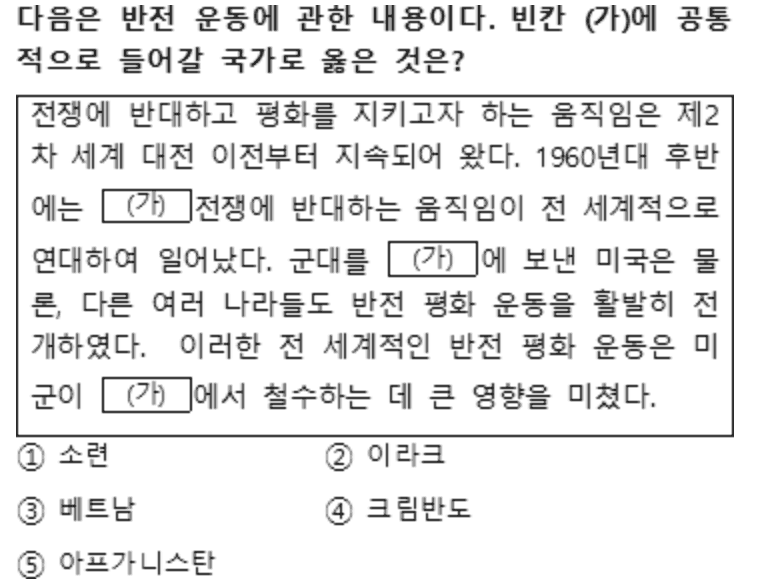 다음은 반전 운동에 관한 내용이다. 빈칸 (가)에 공통
적으로 들어갈 국가로 옳은 것은?
전쟁에 반대하고 평화를 지키고자 하는 움직임은 제2
차 세계 대전 이전부터 지속되어 왔다. 1960년대 후반
에는 (가) 전쟁에 반대하는 움직임이 전 세계적으로
연대하여 일어났다. 군대를 (가) 에 보낸 미국은 물
론, 다른 여러 나라들도 반전 평화 운동을 활발히 전
개하였다. 이러한 전 세계적인 반전 평화 운동은 미
군이 (가) 에서 철수하는 데 큰 영향을 미쳤다.
① 소련 ② 이라크
③ 베트남 ④ 크림반도
⑤ 아프가니스탄